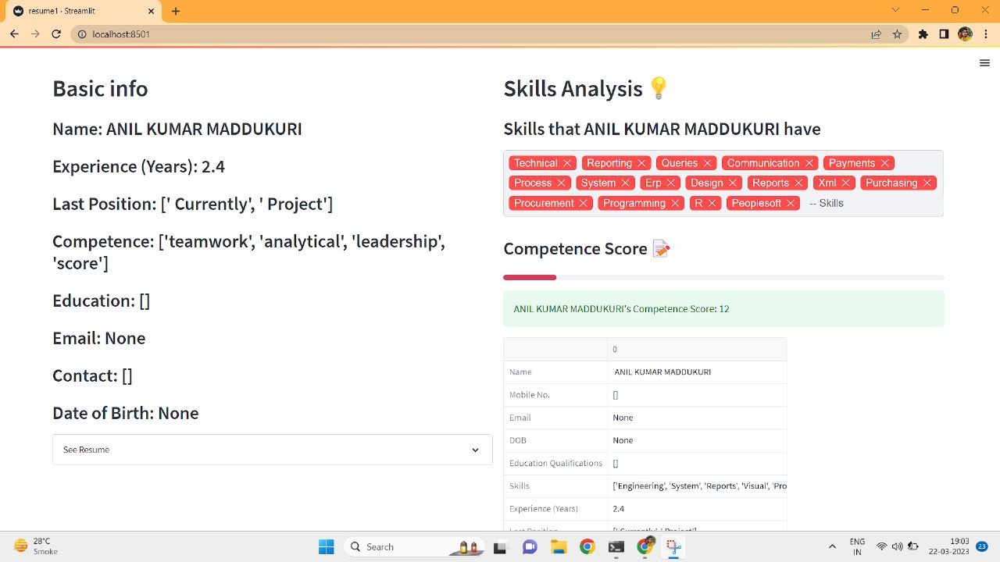 resume1 · Streamlit
localhost:8501
Basic info
Name: ANIL KUMAR MADDUKURI
Experience (Years): 2.4
Last Position: [' Currently', ' Project']
Competence: ['teamwork', 'analytical', 'leadership',
'score']
Education: []
Email: None
Contact: []
Date of Birth: None
See Resume
Skills Analysis
Skills that ANIL KUMAR MADDUKURI have
Technical Reporting Queries Communication Payments
Process System Erp Design Reports Xml Purchasing
Procurement Programming R Peoplesoft -- Skills
Competence Score
ANIL KUMAR MADDUKURI's Competence Score: 12
0
Name ANIL KUMAR MADDUKURI
Mobile No. []
Email None
DOB None
Education Qualifications []
Skills ['Engineering', 'System', 'Reports', 'Visual', 'Pro
Experience (Years) 2.4
Last Position [' Currently', ' Project']
28°C
Smoke
Search
ENG
IN
19:03
22-03-2023
23